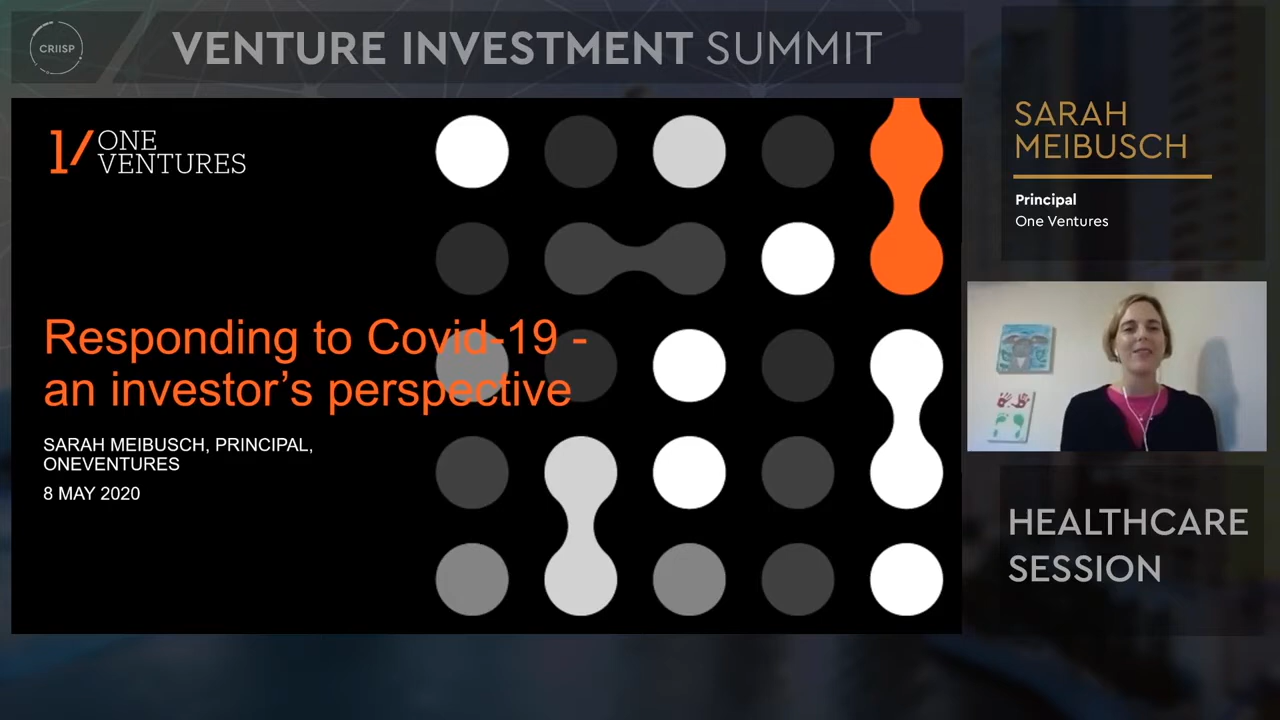 CRIISP
VENTURE INVESTMENT SUMMIT
1/ ONE
VENTURES
Responding to Covid-19 -
an investor’s perspective
SARAH MEIBUSCH, PRINCIPAL,
ONEVENTURES
8 MAY 2020
SARAH
MEIBUSCH
Principal
One Ventures
HEALTHCARE
SESSION